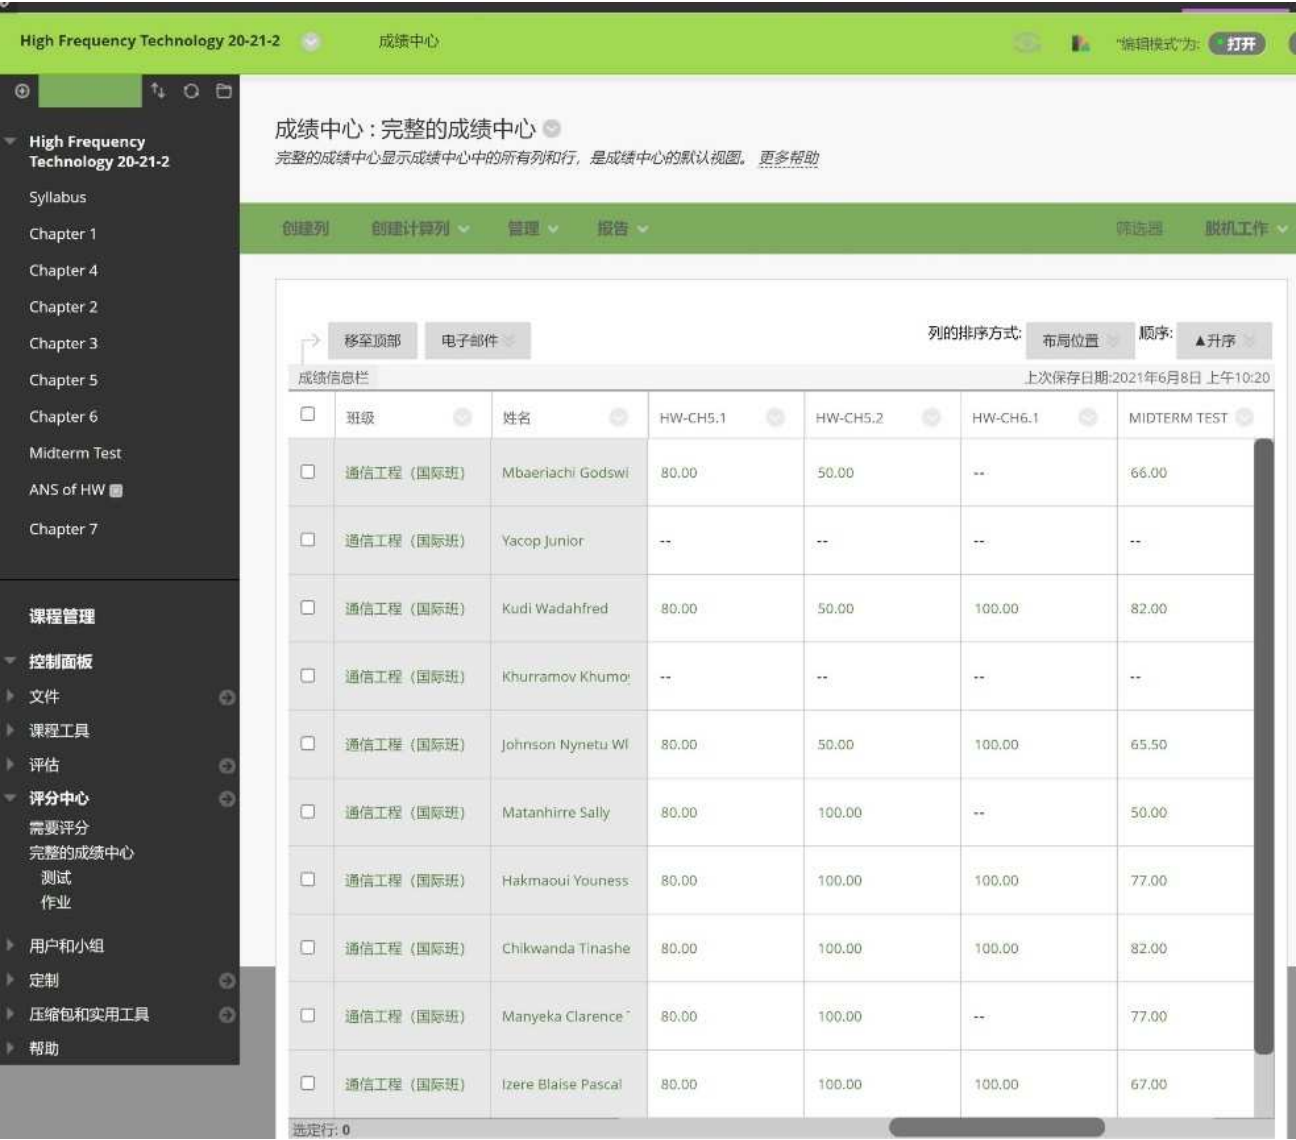 High Frequency Technology 20-21-2
成绩中心
"编辑模式"为: 打开
High Frequency
Technology 20-21-2
Syllabus
Chapter 1
Chapter 4
Chapter 2
Chapter 3
Chapter 5
Chapter 6
Midterm Test
ANS of HW
Chapter 7
课程管理
控制面板
文件
课程工具
评估
评分中心
需要评分
完整的成绩中心
测试
作业
用户和小组
定制
压缩包和实用工具
帮助
成绩中心 : 完整的成绩中心
完整的成绩中心显示成绩中心中的所有列和行，是成绩中心的默认视图。 更多帮助
创建列 创建计算列 管理 报告 筛选器 脱机工作
移至顶部 电子邮件 列的排序方式: 布局位置 顺序: ▲升序
成绩信息栏 上次保存日期:2021年6月8日 上午10:20
班级 姓名 HW-CH5.1 HW-CH5.2 HW-CH6.1 MIDTERM TEST
通信工程（国际班） Mbaeriachi Godswi 80.00 50.00 -- 66.00
通信工程（国际班） Yacop Junior -- -- -- --
通信工程（国际班） Kudi Wadahfred 80.00 50.00 100.00 82.00
通信工程（国际班） Khurramov Khumo -- -- -- --
通信工程（国际班） Johnson Nynetu 80.00 50.00 100.00 65.50
通信工程（国际班） Matanhirre Sally 80.00 100.00 -- 50.00
通信工程（国际班） Hakmaoui Youness 80.00 100.00 100.00 77.00
通信工程（国际班） Chikwanda Tinashe 80.00 100.00 100.00 82.00
通信工程（国际班） Manyeka Clarence 80.00 100.00 -- 77.00
通信工程（国际班） Izere Blaise Pascal 80.00 100.00 100.00 67.00
选定行: 0